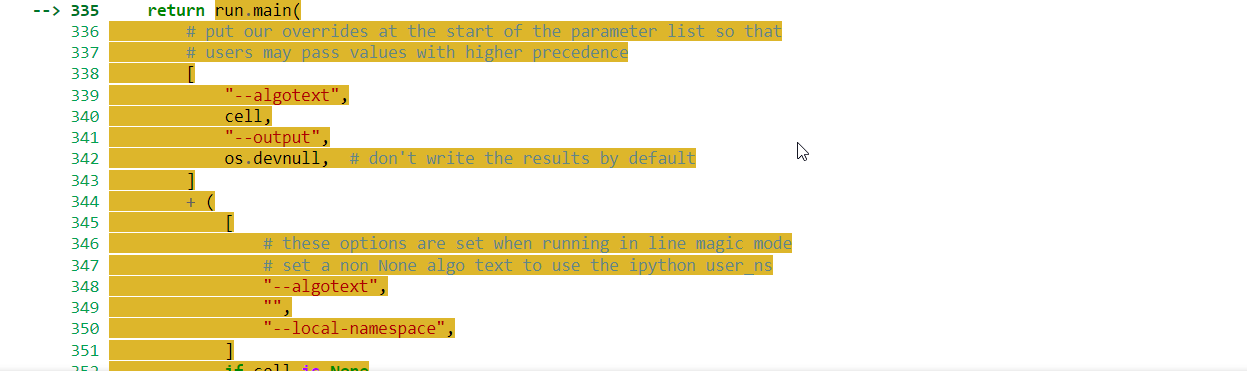 --> 335     return run.main(
336         # put our overrides at the start of the parameter list so that
337         # users may pass values with higher precedence
338         [
339             "--algotext",
340             cell,
341             "--output",
342             os.devnull,  # don't write the results by default
343         ]
344         + (
345             [
346                 # these options are set when running in line magic mode
347                 # set a non None algo text to use the ipython user_ns
348                 "--algotext",
349                 "",
350                 "--local-namespace",
351             ]
352             if cell is None